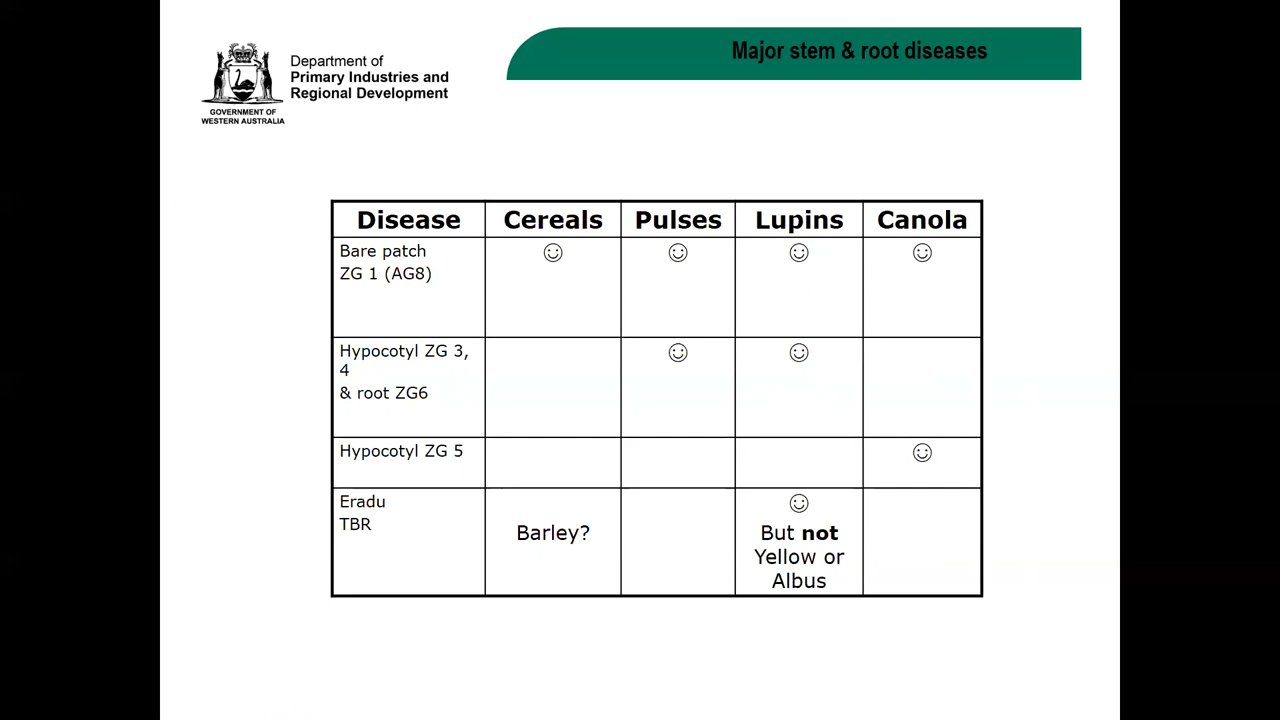 Department of
Primary Industries and
Regional Development
GOVERNMENT OF
WESTERN AUSTRALIA
Major stem & root diseases
Disease Cereals Pulses Lupins Canola
Bare patch ☺ ☺ ☺ ☺
ZG 1 (AG8)
Hypocotyl ZG 3, ☺ ☺
4
& root ZG6
Hypocotyl ZG 5 ☺
Eradu ☺
TBR
Barley? But not
Yellow or
Albus